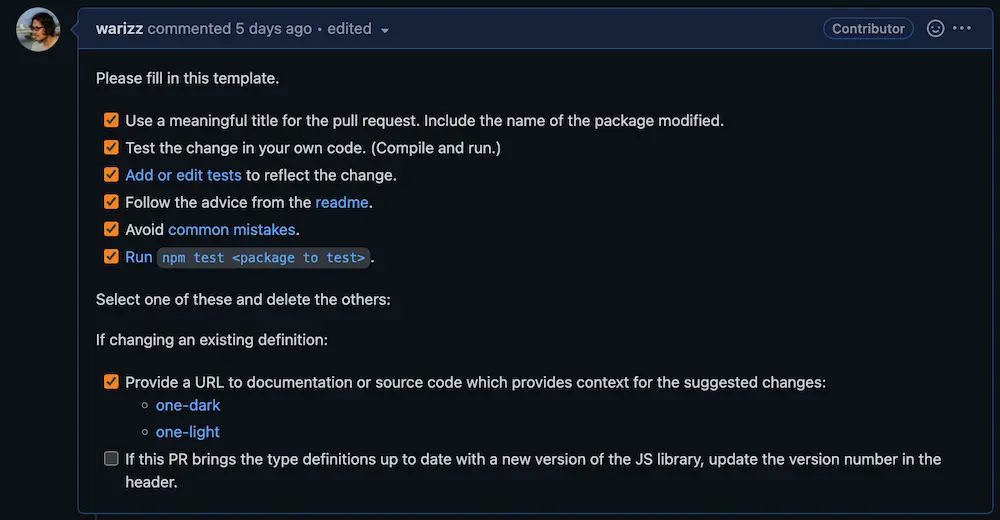 warizz commented 5 days ago • edited
Contributor
Please fill in this template.
Use a meaningful title for the pull request. Include the name of the package modified.
Test the change in your own code. (Compile and run.)
Add or edit tests to reflect the change.
Follow the advice from the readme.
Avoid common mistakes.
Run npm test <package to test>.
Select one of these and delete the others:
If changing an existing definition:
Provide a URL to documentation or source code which provides context for the suggested changes:
one-dark
one-light
If this PR brings the type definitions up to date with a new version of the JS library, update the version number in the
header.